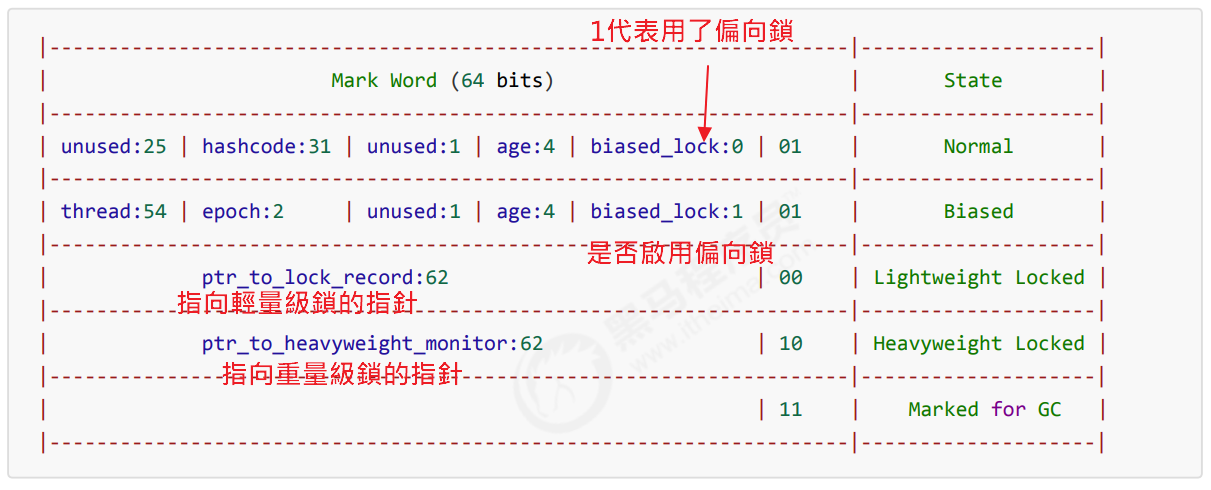 1代表用了偏向鎖
|--------------------------------------------------------------------|--------------------|
| Mark Word (64 bits) | State |
|--------------------------------------------------------------------|--------------------|
| unused:25 | hashcode:31 | unused:1 | age:4 | biased_lock:0 | 01 | Normal |
|--------------------------------------------------------------------|--------------------|
| thread:54 | epoch:2 | unused:1 | age:4 | biased_lock:1 | 01 | Biased |
|--------------------------------------------------------------------|--------------------|
是否啟用偏向鎖
| ptr_to_lock_record:62 | 00 | Lightweight Locked |
指向輕量級鎖的指針
|--------------------------------------------------------------------|--------------------|
| ptr_to_heavyweight_monitor:62 | 10 | Heavyweight Locked |
指向重量級鎖的指針
|--------------------------------------------------------------------|--------------------|
| | 11 | Marked for GC |
|--------------------------------------------------------------------|--------------------|
黑马程序员
www.itheima.com